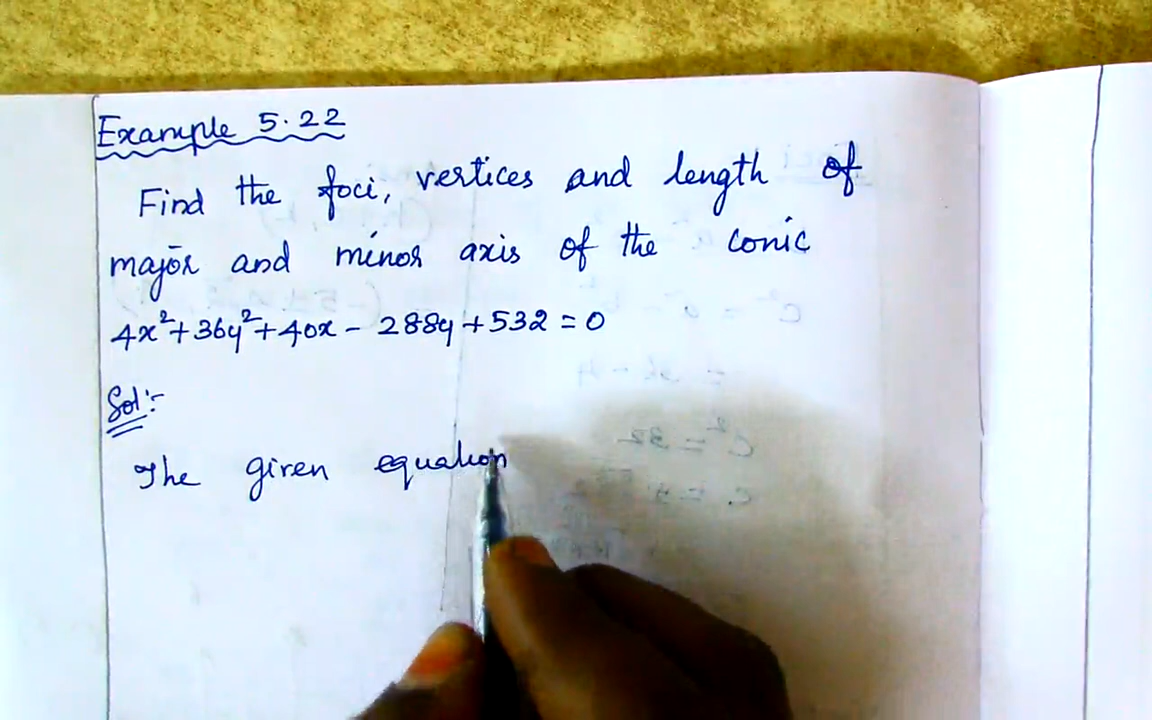 Example 5.22
Find the foci, vertices and length of
major and minor axis of the conic
4x²+36y²+40x - 288y+532=0
Sol:-
The given equation